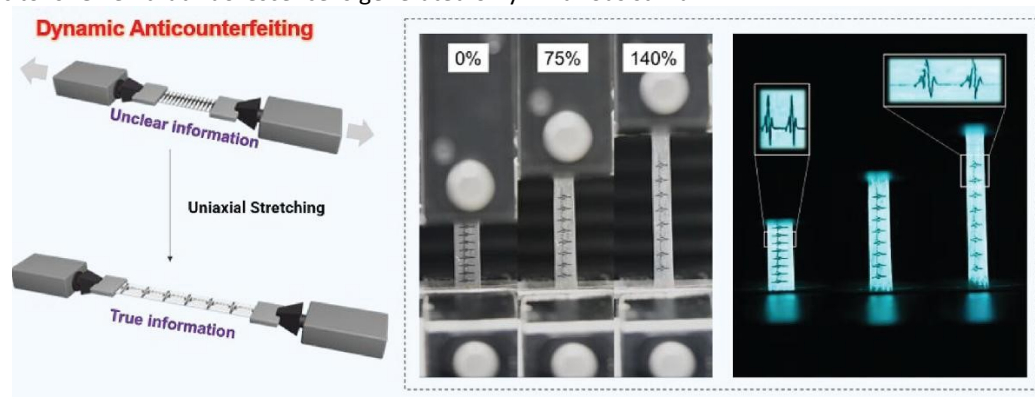 Dynamic Anticounterfeiting
Unclear information
Uniaxial Stretching
True information
0%
75%
140%